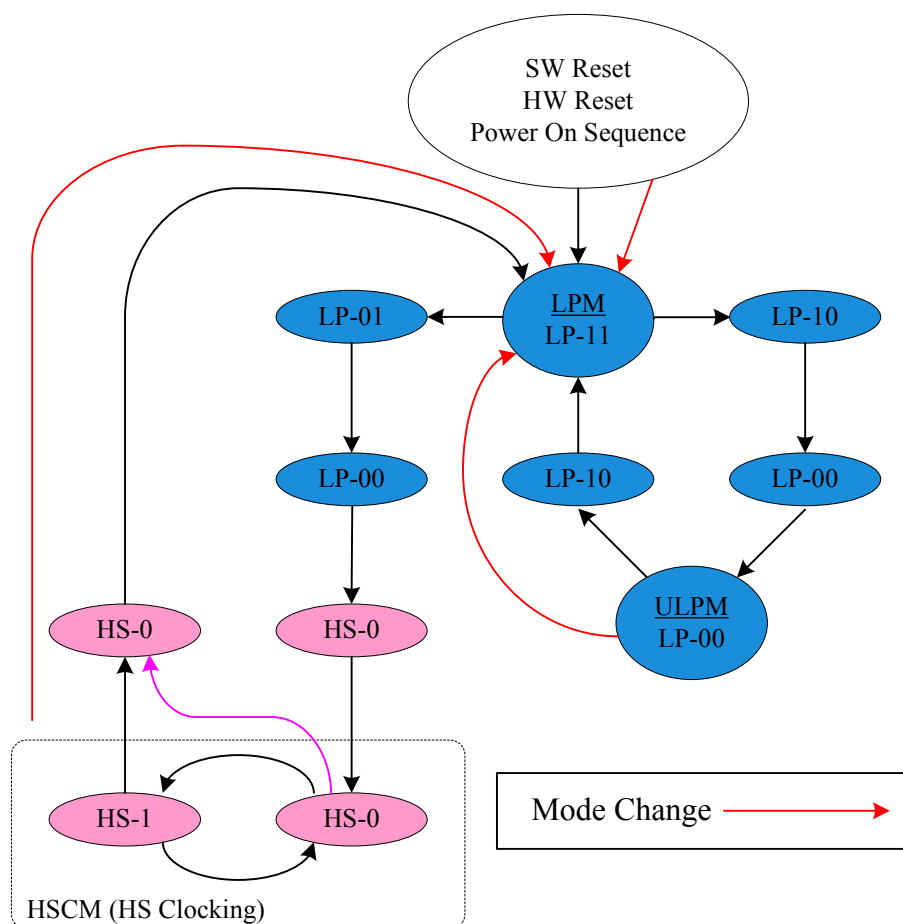 SW Reset
HW Reset
Power On Sequence
LPM
LP-11
LP-01
LP-10
LP-00
LP-10
LP-00
ULPM
LP-00
HS-0
HS-0
HS-1
HS-0
Mode Change
HSCM (HS Clocking)